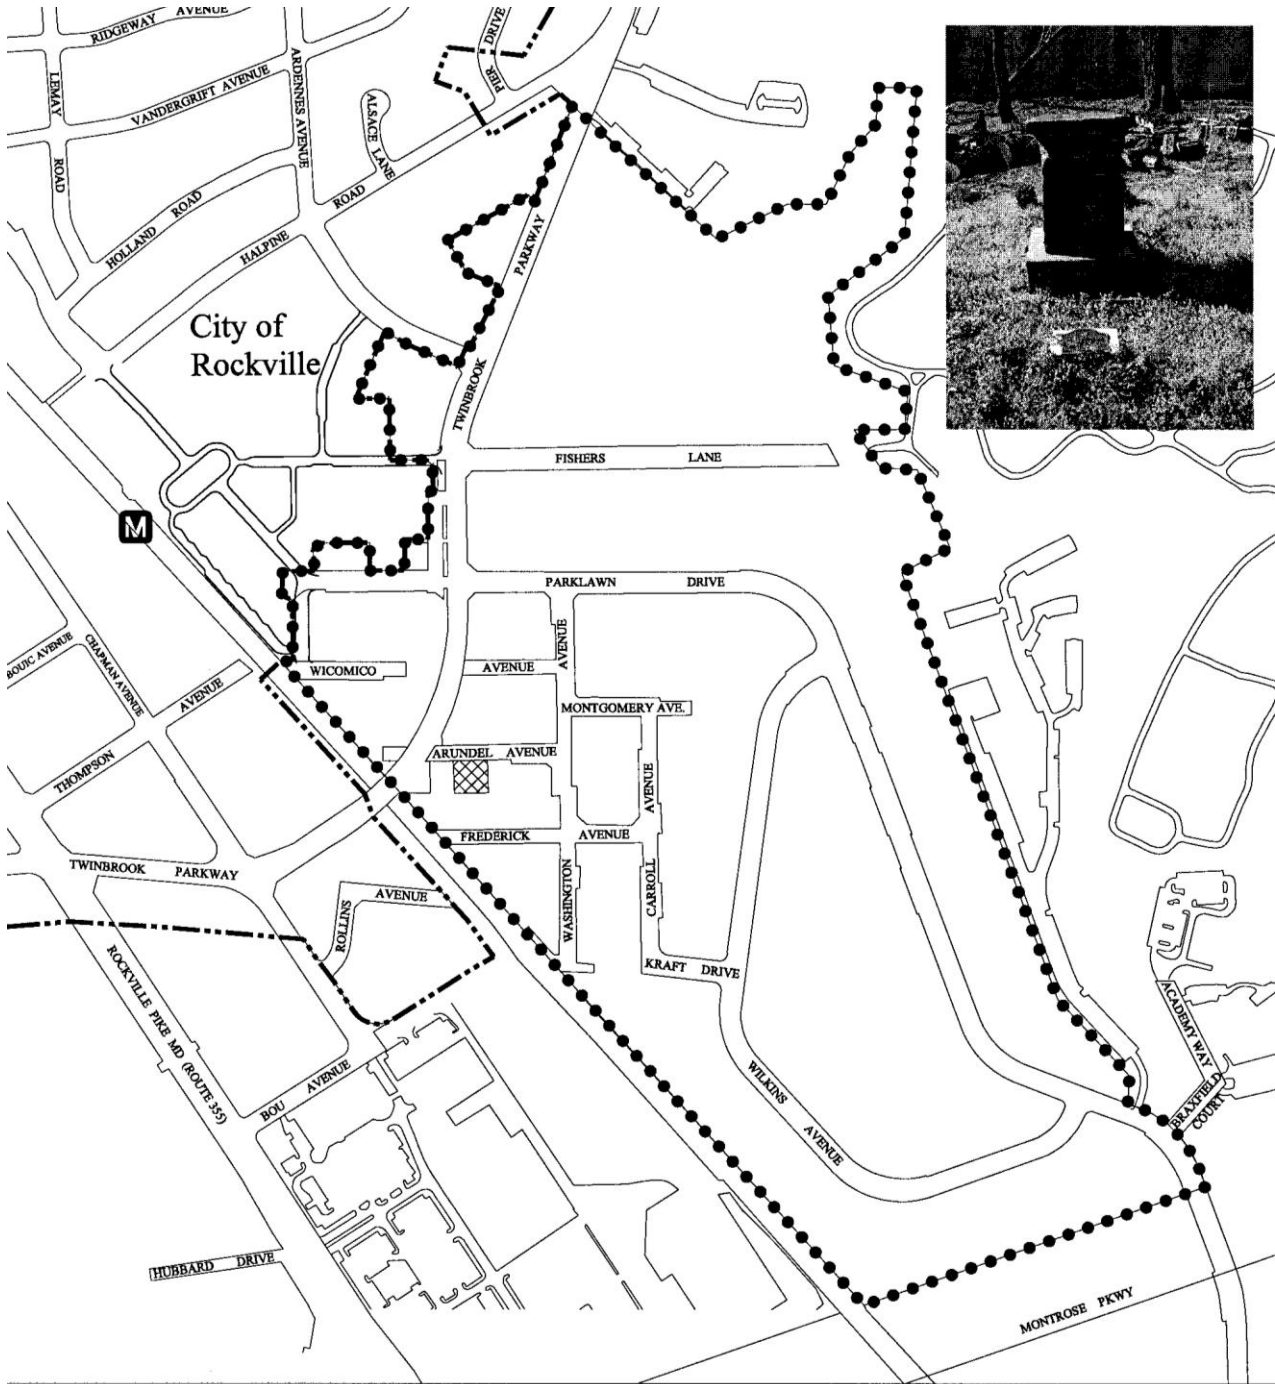 RIDGEWAY AVENUE
LEMAY
ROAD
VANDERGRIFT AVENUE
ARDENNES AVENUE
ALSACE LANE
PIER DRIVE
HOLLAND ROAD
HALPINE ROAD
City of
Rockville
TWINBROOK PARKWAY
FISHERS LANE
M
PARKLAWN DRIVE
BOUIC AVENUE
CHAPMAN AVENUE
THOMPSON AVENUE
WICOMICO AVENUE
AVENUE
MONTGOMERY AVE.
ARUNDEL AVENUE
FREDERICK AVENUE
WASHINGTON
CARROLL AVENUE
KRAFT DRIVE
TWINBROOK PARKWAY
ROLLINS AVENUE
ROCKVILLE PIKE MD (ROUTE 355)
BOU AVENUE
WILKINS AVENUE
ACADEMY WAY
BRAXFIELD
COURT
HUBBARD DRIVE
MONTROSE PKWY